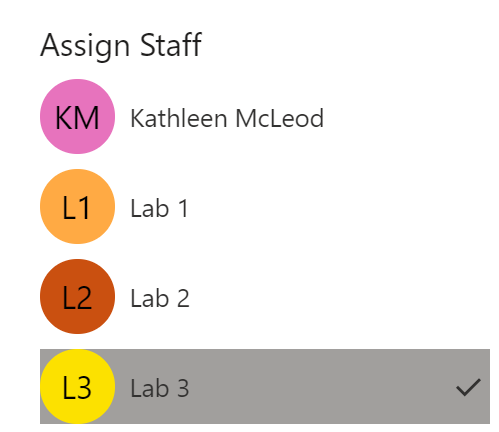 Assign Staff
KM Kathleen McLeod
L1 Lab 1
L2 Lab 2
L3 Lab 3